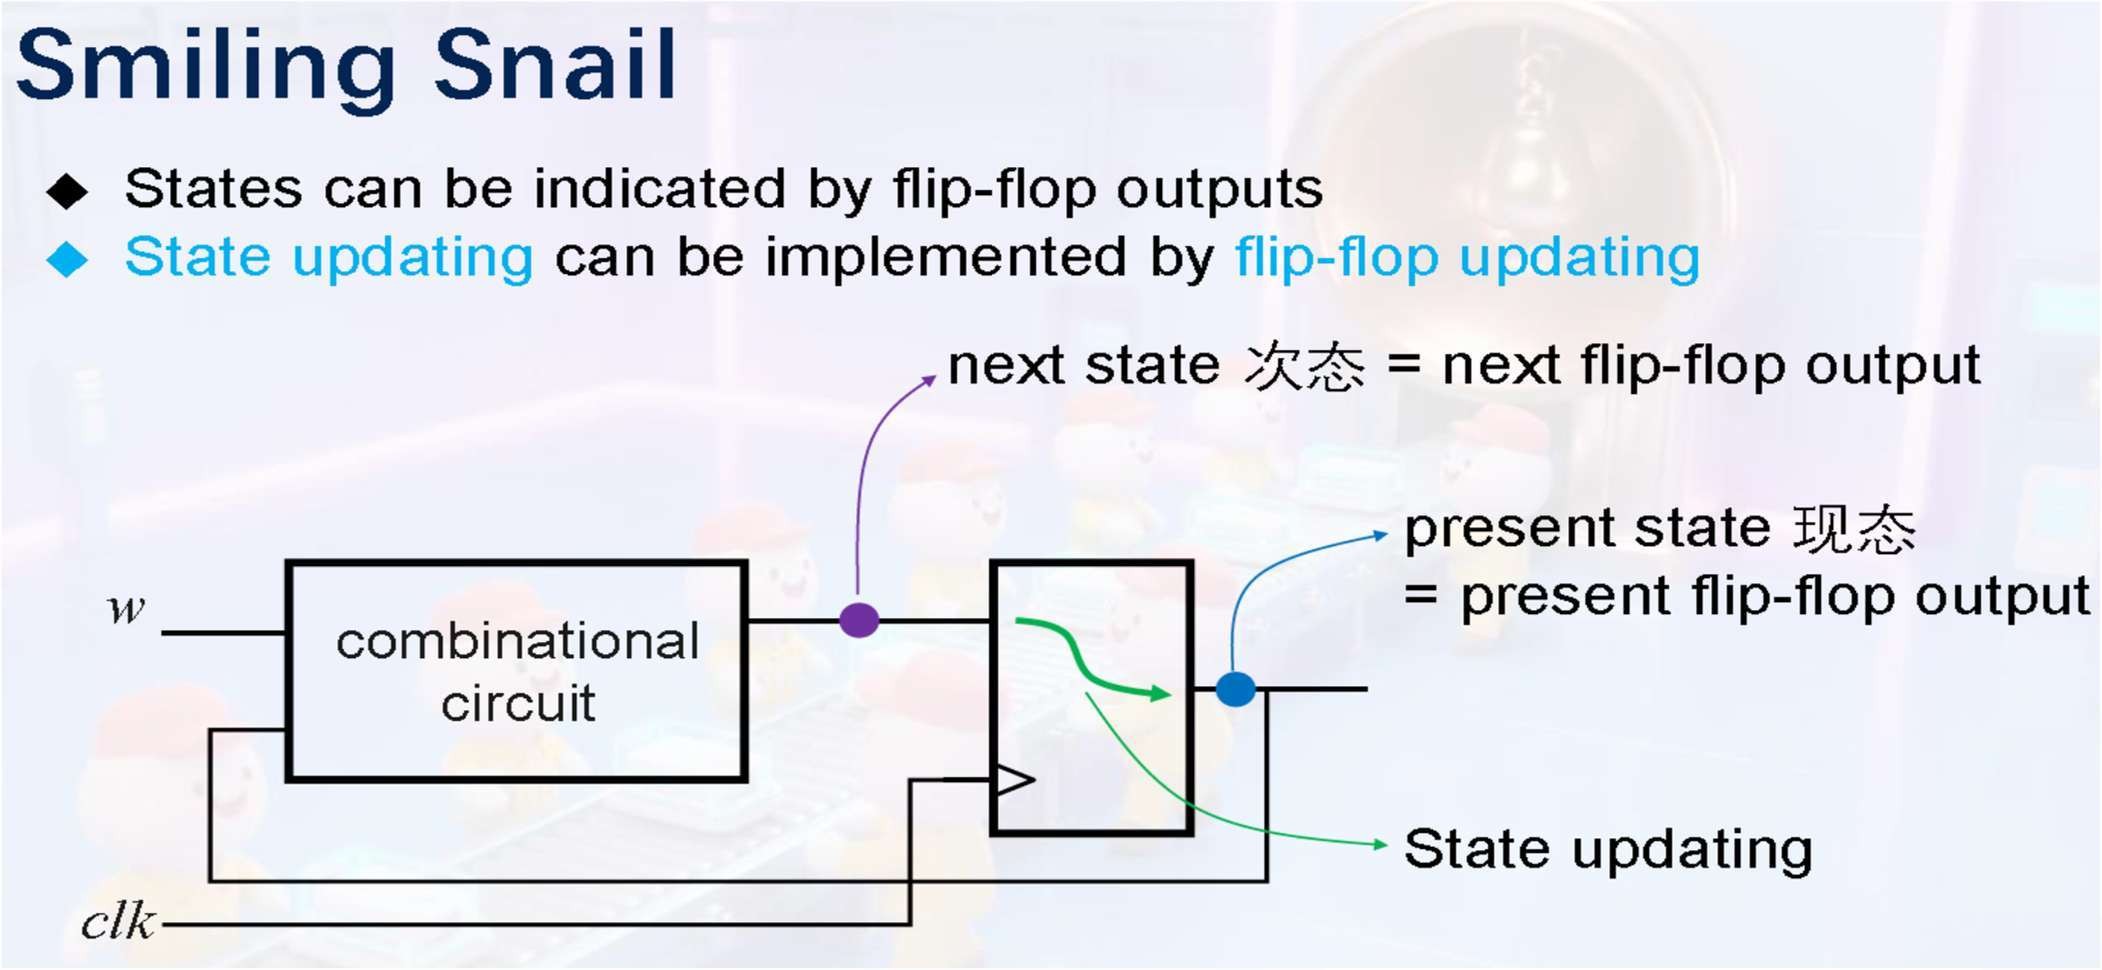 Smiling Snail
States can be indicated by flip-flop outputs
State updating can be implemented by flip-flop updating
next state 次态 = next flip-flop output
present state 现态
= present flip-flop output
w
combinational
circuit
State updating
clk